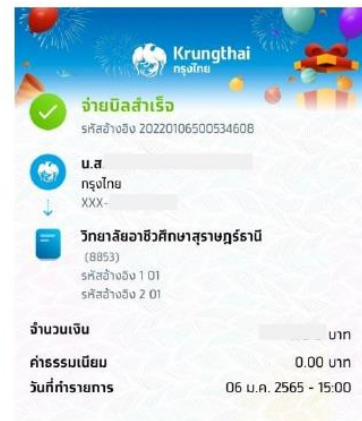 Krungthai
กรุงไทย
จ่ายบิลสำเร็จ
รหัสอ้างอิง 20220106500534608
น.ส
กรุงไทย
XXX-
วิทยาลัยอาชีวศึกษาสุราษฎร์ธานี
(8853)
รหัสอ้างอิง 1 01
รหัสอ้างอิง 2 01
จำนวนเงิน บาท
ค่าธรรมเนียม 0.00 บาท
วันที่ทำรายการ 06 ม.ค. 2565 - 15:00